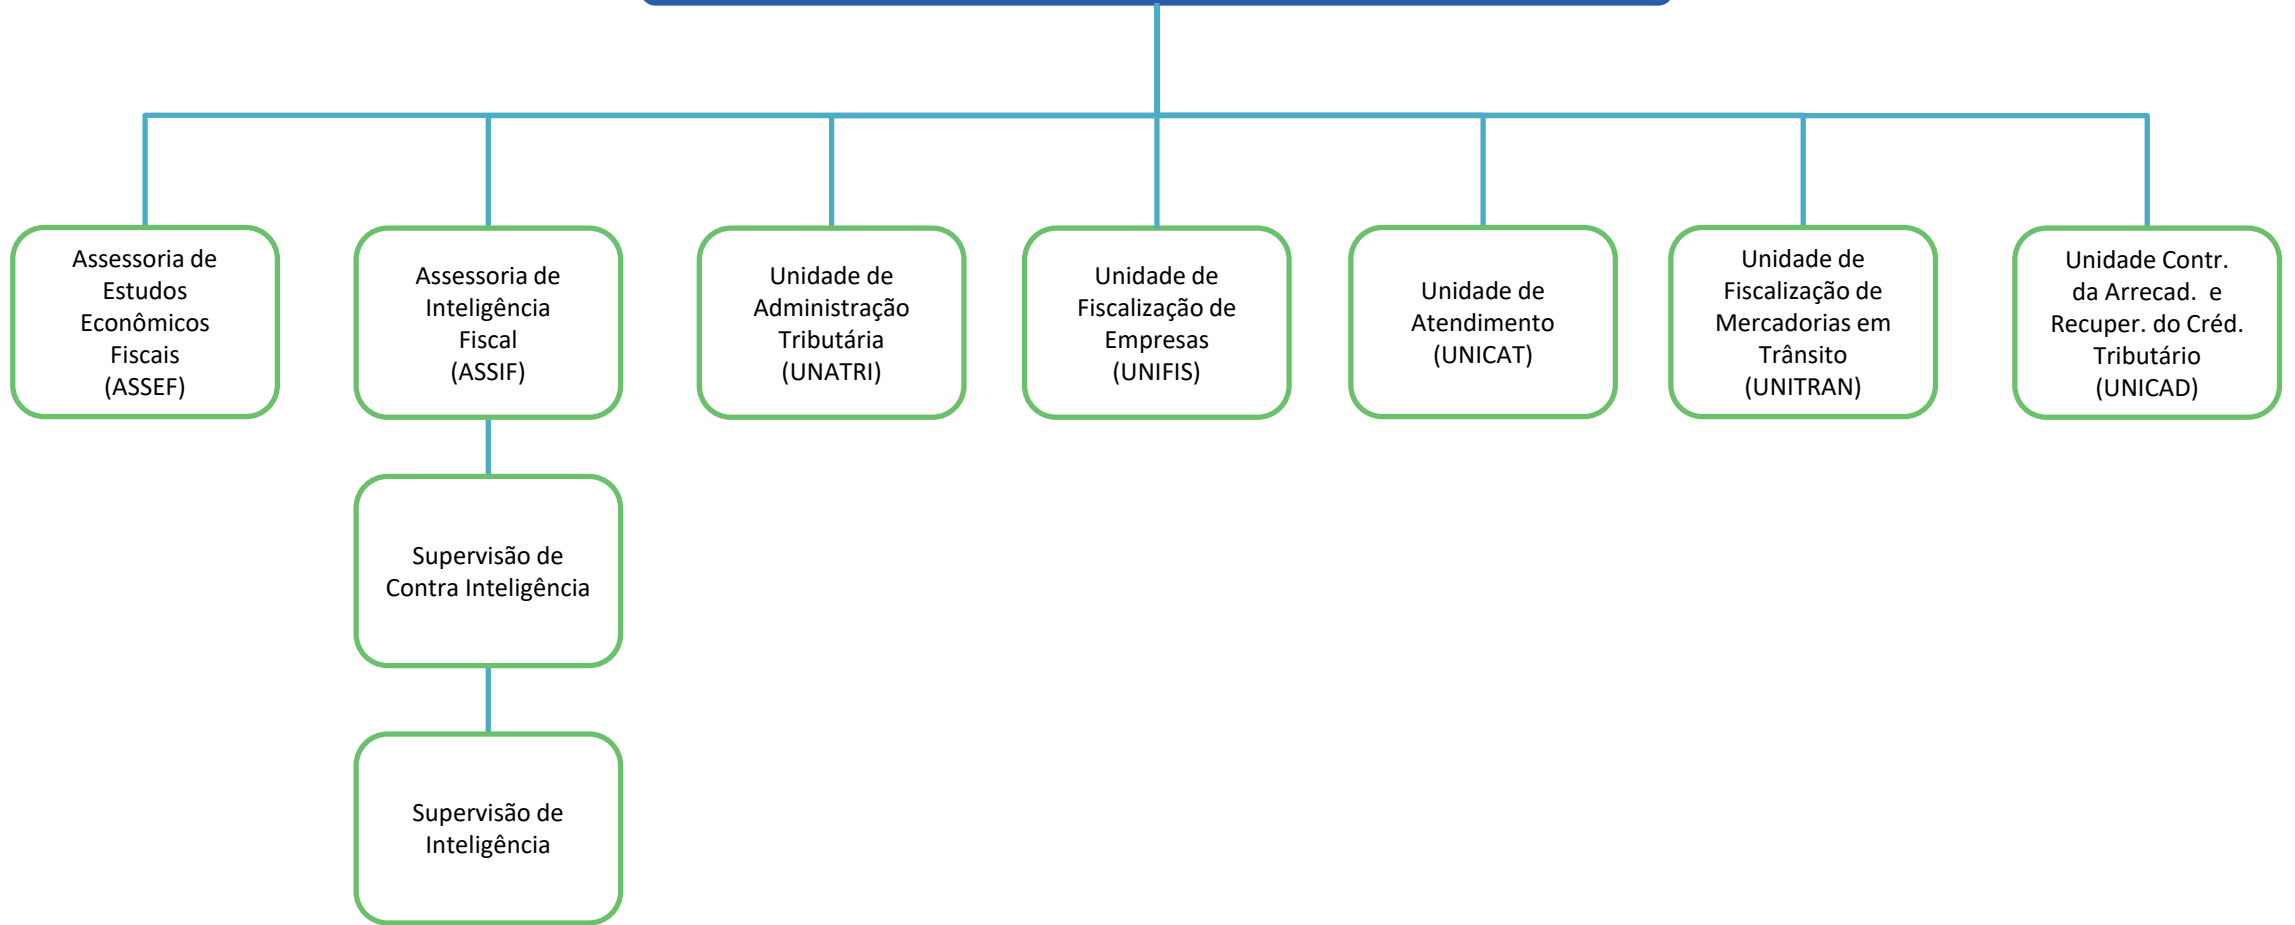 Assessoria de
Estudos
Econômicos
Fiscais
(ASSEF)
Assessoria de
Inteligência
Fiscal
(ASSIF)
Unidade de
Administração
Tributária
(UNATRI)
Unidade de
Fiscalização de
Empresas
(UNIFIS)
Unidade de
Atendimento
(UNICAT)
Unidade de
Fiscalização de
Mercadorias em
Trânsito
(UNITRAN)
Unidade Contr.
da Arrecad. e
Recuper. do Créd.
Tributário
(UNICAD)
Supervisão de
Contra Inteligência
Supervisão de
Inteligência